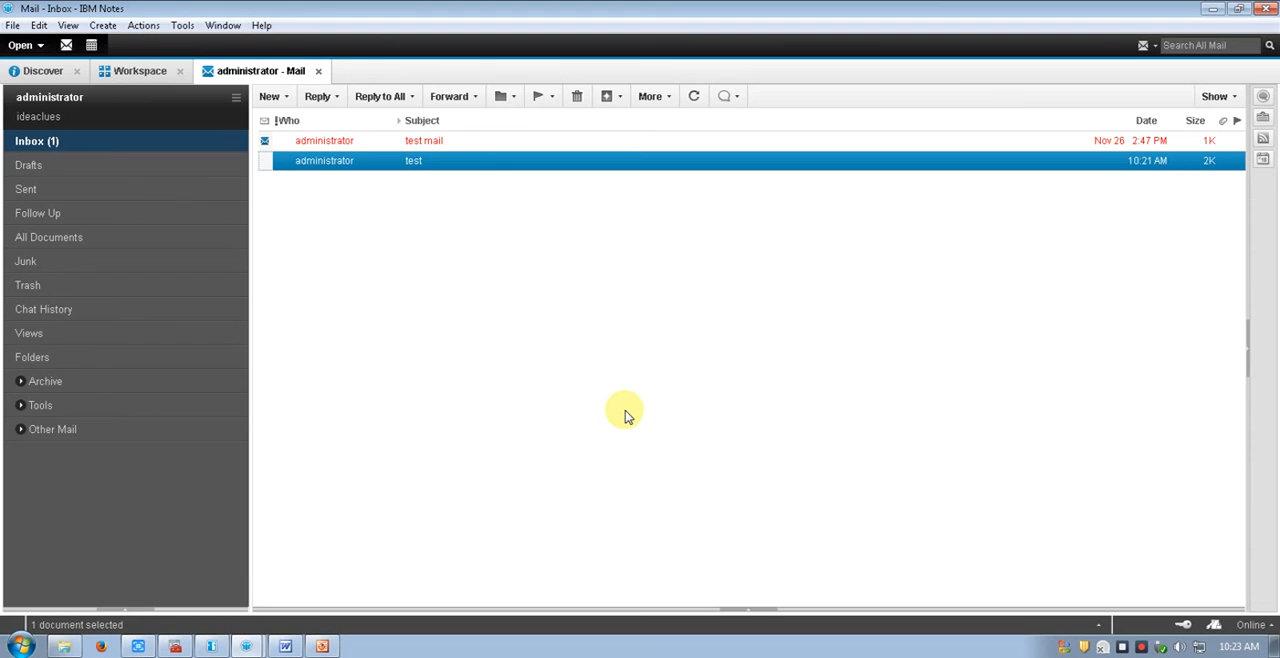 Mail - Inbox - IBM Notes
File Edit View Create Actions Tools Window Help
Open Search All Mail
Discover Workspace administrator - Mail
administrator
ideaclues
New Reply Reply to All Forward More Show
! Who Subject Date Size
Inbox (1)
administrator test mail Nov 26 2:47 PM 1K
administrator test 10:21 AM 2K
Drafts
Sent
Follow Up
All Documents
Junk
Trash
Chat History
Views
Folders
Archive
Tools
Other Mail
1 document selected Online
10:23 AM